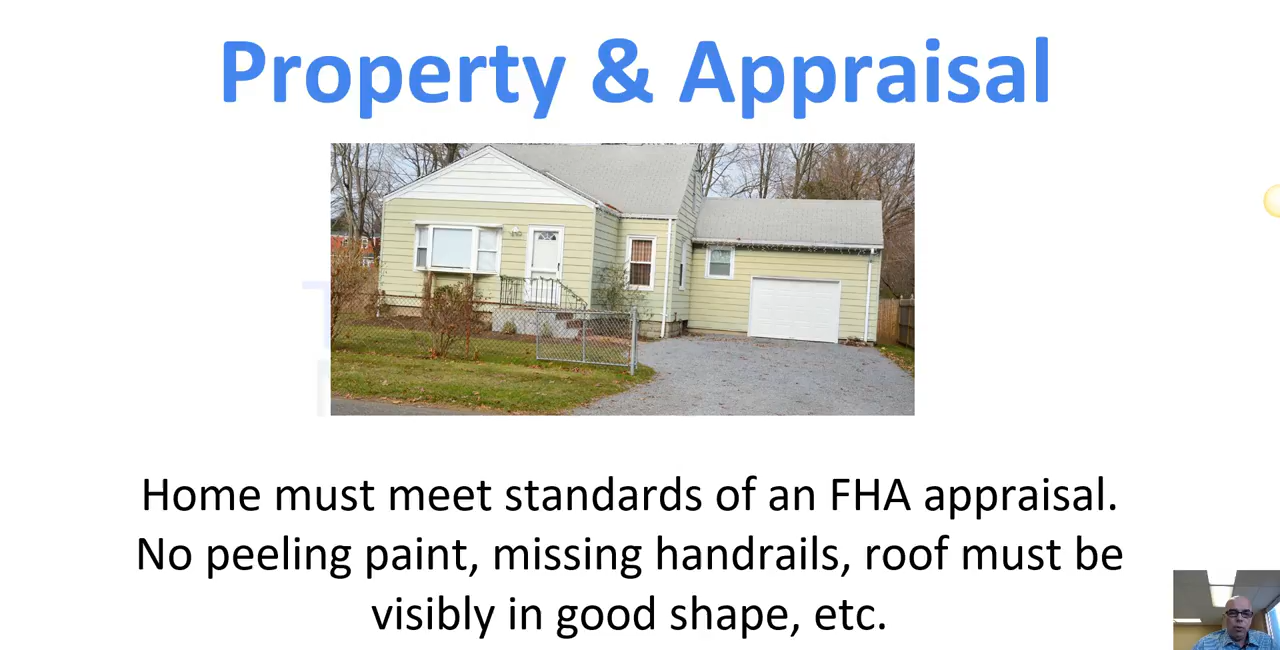 Property & Appraisal
Home must meet standards of an FHA appraisal.
No peeling paint, missing handrails, roof must be
visibly in good shape, etc.